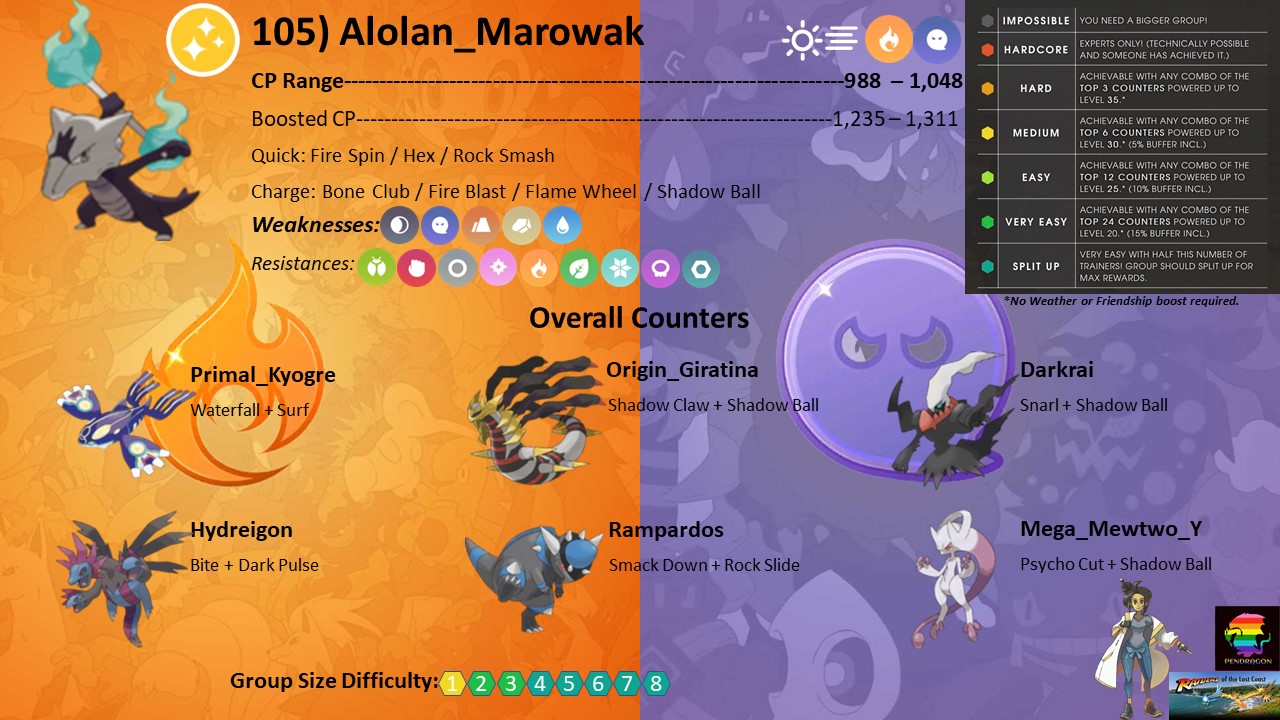 105) Alolan_Marowak
CP Range------------------------------------------------------------------------988 – 1,048
Boosted CP--------------------------------------------------------------------1,235 – 1,311
Quick: Fire Spin / Hex / Rock Smash
Charge: Bone Club / Fire Blast / Flame Wheel / Shadow Ball
Weaknesses:
Resistances:
IMPOSSIBLE YOU NEED A BIGGER GROUP!
HARDCORE EXPERTS ONLY! (TECHNICALLY POSSIBLE
AND SOMEONE HAS ACHIEVED IT.)
HARD ACHIEVABLE WITH ANY COMBO OF THE
TOP 3 COUNTERS POWERED UP TO
LEVEL 35.*
MEDIUM ACHIEVABLE WITH ANY COMBO OF THE
TOP 6 COUNTERS POWERED UP TO
LEVEL 30.* (5% BUFFER INCL.)
EASY ACHIEVABLE WITH ANY COMBO OF THE
TOP 12 COUNTERS POWERED UP TO
LEVEL 25.* (10% BUFFER INCL.)
VERY EASY ACHIEVABLE WITH ANY COMBO OF THE
TOP 24 COUNTERS POWERED UP TO
LEVEL 20.* (15% BUFFER INCL.)
SPLIT UP VERY EASY WITH HALF THIS NUMBER OF
TRAINERS! GROUP SHOULD SPLIT UP FOR
MAX REWARDS.
*No Weather or Friendship boost required.
Overall Counters
Primal_Kyogre
Waterfall + Surf
Origin_Giratina
Shadow Claw + Shadow Ball
Darkrai
Snarl + Shadow Ball
Hydreigon
Bite + Dark Pulse
Rampardos
Smack Down + Rock Slide
Mega_Mewtwo_Y
Psycho Cut + Shadow Ball
Group Size Difficulty: 1 2 3 4 5 6 7 8
PENDRAGON
RAIDERS of the Lost Coast